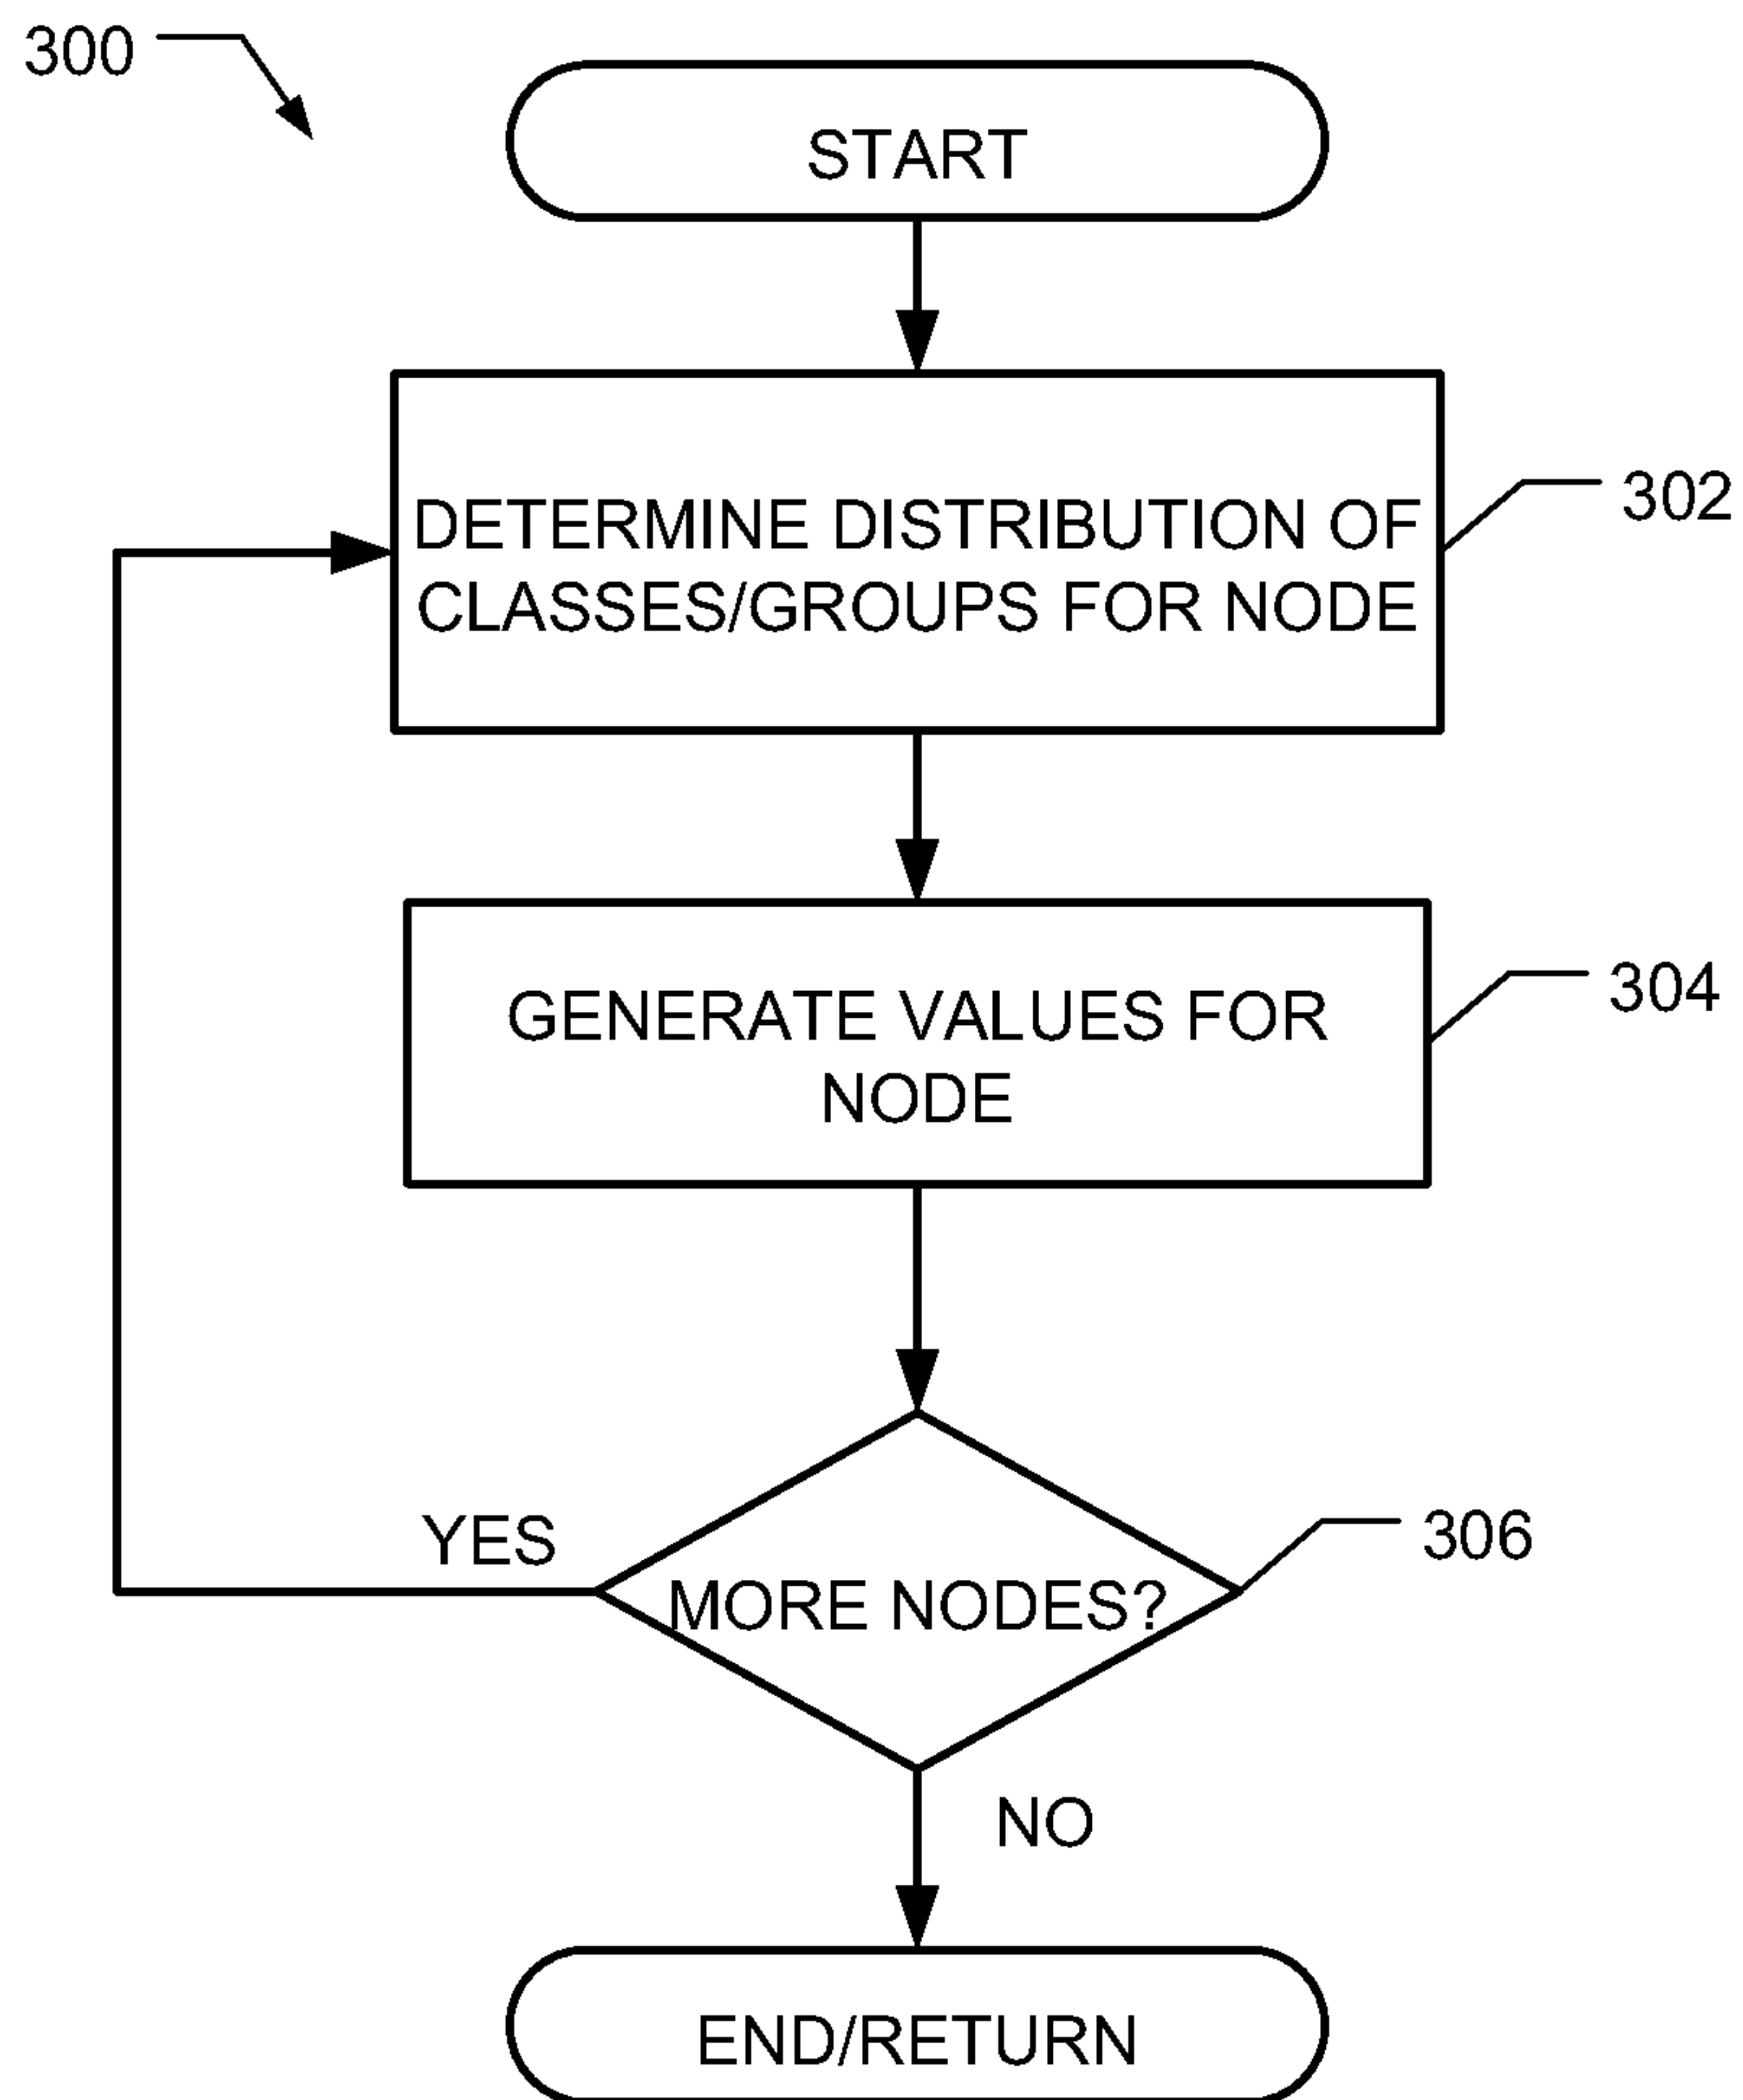 300
START
DETERMINE DISTRIBUTION OF
CLASSES/GROUPS FOR NODE
302
GENERATE VALUES FOR
NODE
304
YES
MORE NODES?
306
NO
END/RETURN